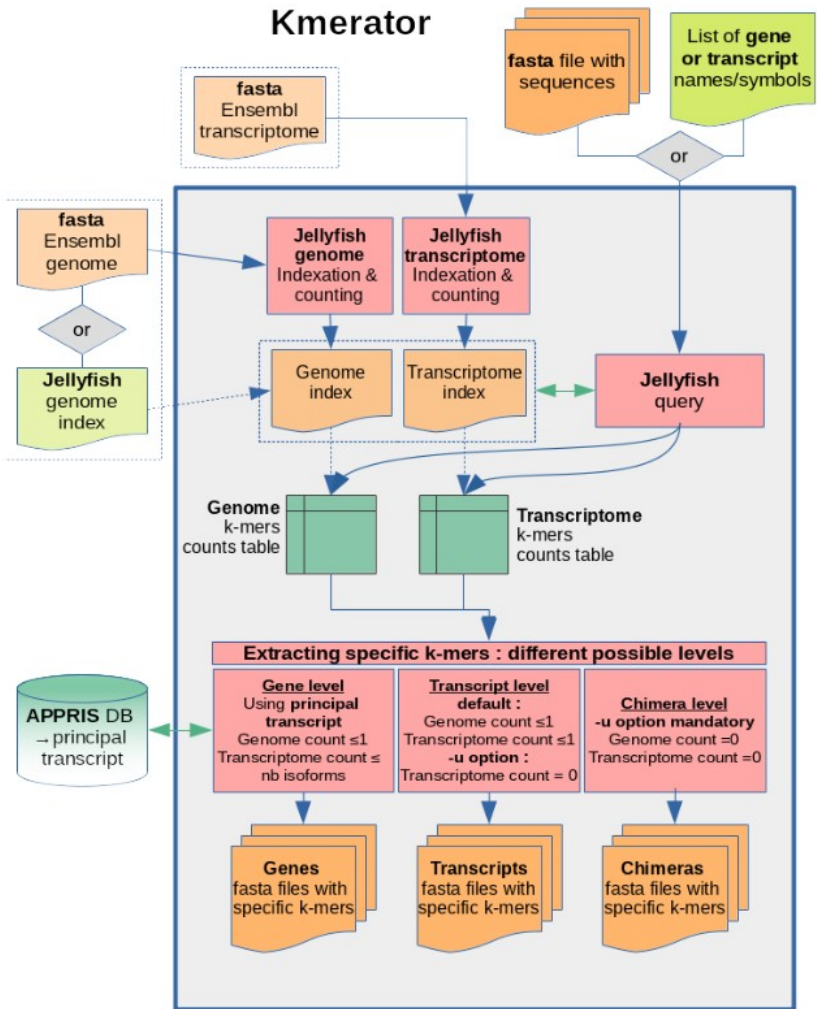 Kmerator
fasta
Ensembl
transcriptome
fasta file with
sequences
List of gene
or transcript
names/symbols
or
fasta
Ensembl
genome
or
Jellyfish
genome
index
Jellyfish
genome
Indexation &
counting
Jellyfish
transcriptome
Indexation &
counting
Genome
index
Transcriptome
index
Jellyfish
query
Genome
k-mers
counts table
Transcriptome
k-mers
counts table
Extracting specific k-mers : different possible levels
APPRIS DB
→principal
transcript
Gene level
Using principal
transcript
Genome count ≤1
Transcriptome count ≤
nb isoforms
Transcript level
default :
Genome count ≤1
Transcriptome count ≤1
-u option :
Transcriptome count = 0
Chimera level
-u option mandatory
Genome count =0
Transcriptome count =0
Genes
fasta files with
specific k-mers
Transcripts
fasta files with
specific k-mers
Chimeras
fasta files with
specific k-mers